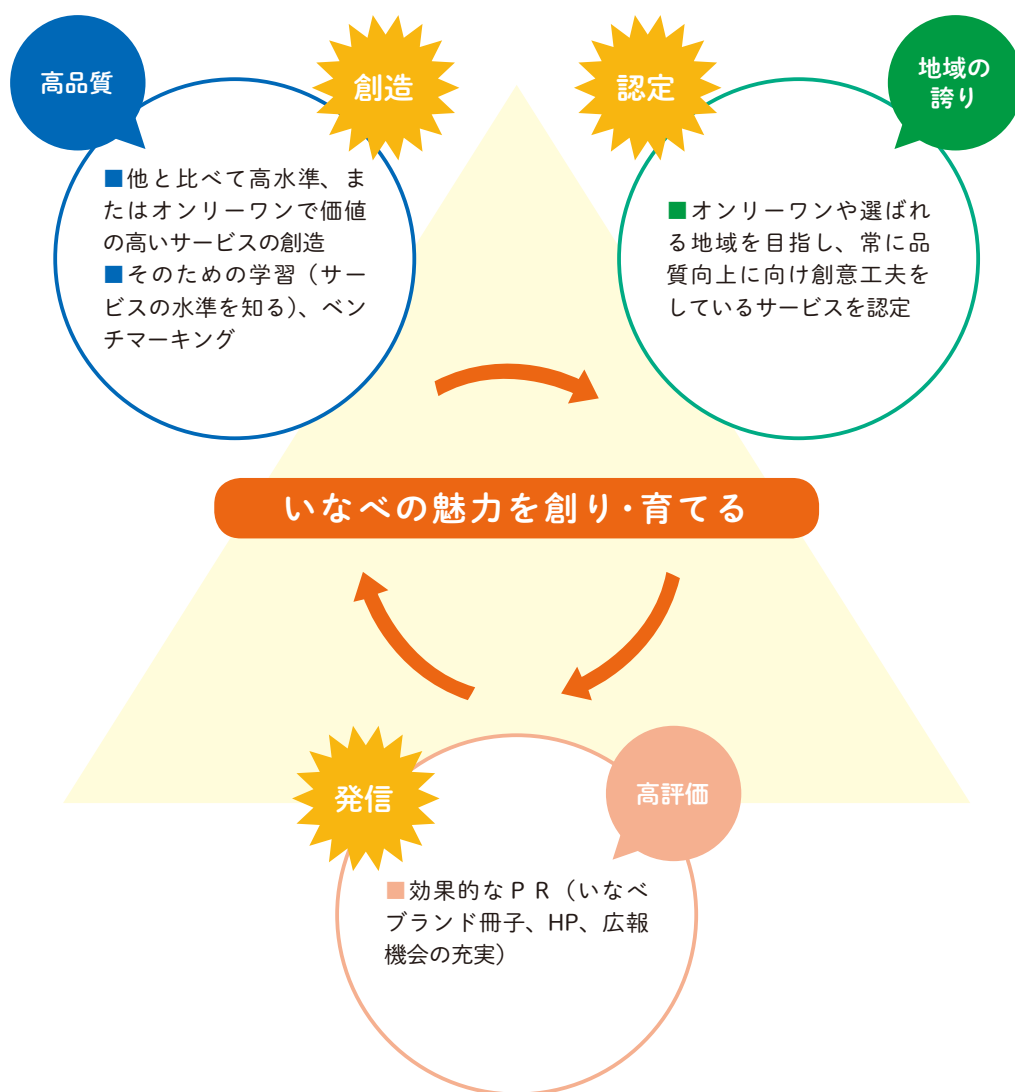 高品質
創造
■他と比べて高水準、ま
たはオンリーワンで価値
の高いサービスの創造
■そのための学習（サー
ビスの水準を知る）、ベン
チマーキング
認定
地域の
誇り
■オンリーワンや選ばれ
る地域を目指し、常に品
質向上に向け創意工夫を
しているサービスを認定
いなべの魅力を創り・育てる
発信
高評価
■効果的なＰＲ（いなべ
ブランド冊子、HP、広報
機会の充実）